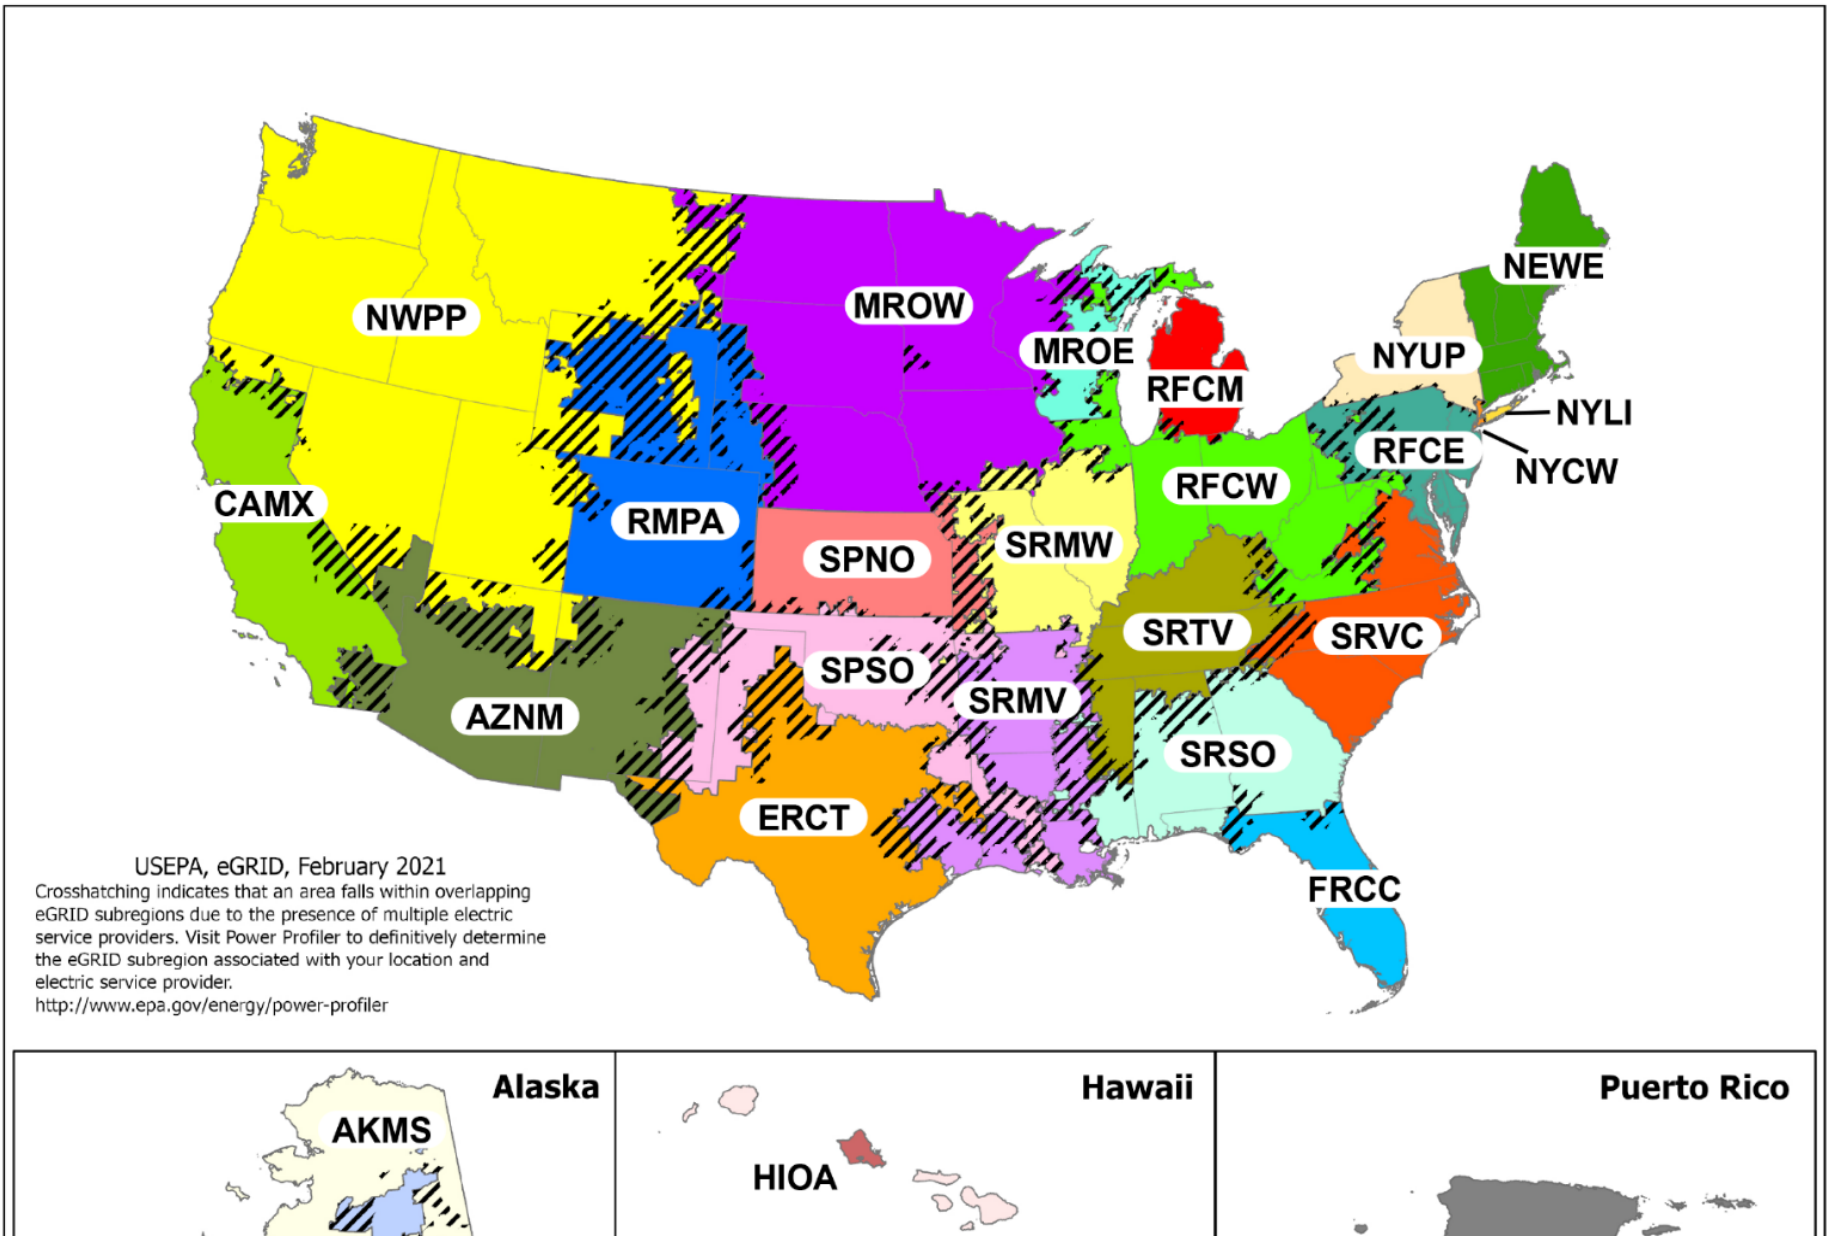 NEWE
NWPP
MROW
MROE
NYUP
RFCM
NYLI
RFCE
NYCW
CAMX
RFCW
RMPA
SRMW
SPNO
SRTV
SRVC
SPSO
SRMV
AZNM
SRSO
ERCT
FRCC
USEPA, eGRID, February 2021
Crosshatching indicates that an area falls within overlapping
eGRID subregions due to the presence of multiple electric
service providers. Visit Power Profiler to definitively determine
the eGRID subregion associated with your location and
electric service provider.
http://www.epa.gov/energy/power-profiler
Alaska
AKMS
Hawaii
HIOA
Puerto Rico